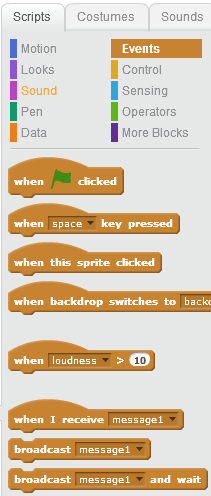 Scripts Costumes Sounds
Motion Events
Looks Control
Sound Sensing
Pen Operators
Data More Blocks
when clicked
when space key pressed
when this sprite clicked
when backdrop switches to
when loudness > 10
when I receive message1
broadcast message1
broadcast message1 and wait